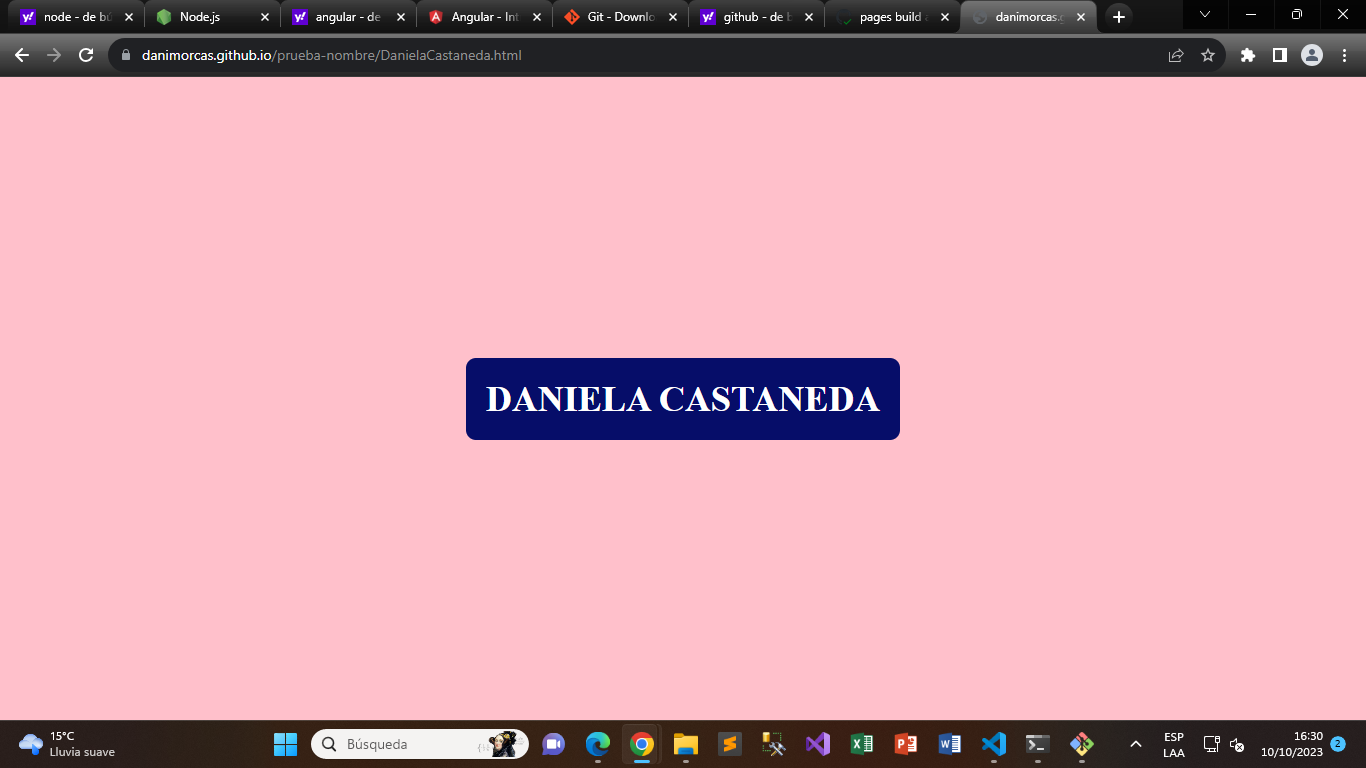 node - de bú
Node.js
angular - de
Angular - Int
Git - Downlo
github - de b
pages build a
danimorcas.g
danimorcas.github.io/prueba-nombre/DanielaCastaneda.html
DANIELA CASTANEDA
15°C
Lluvia suave
Búsqueda
ESP
LAA
16:30
10/10/2023
2